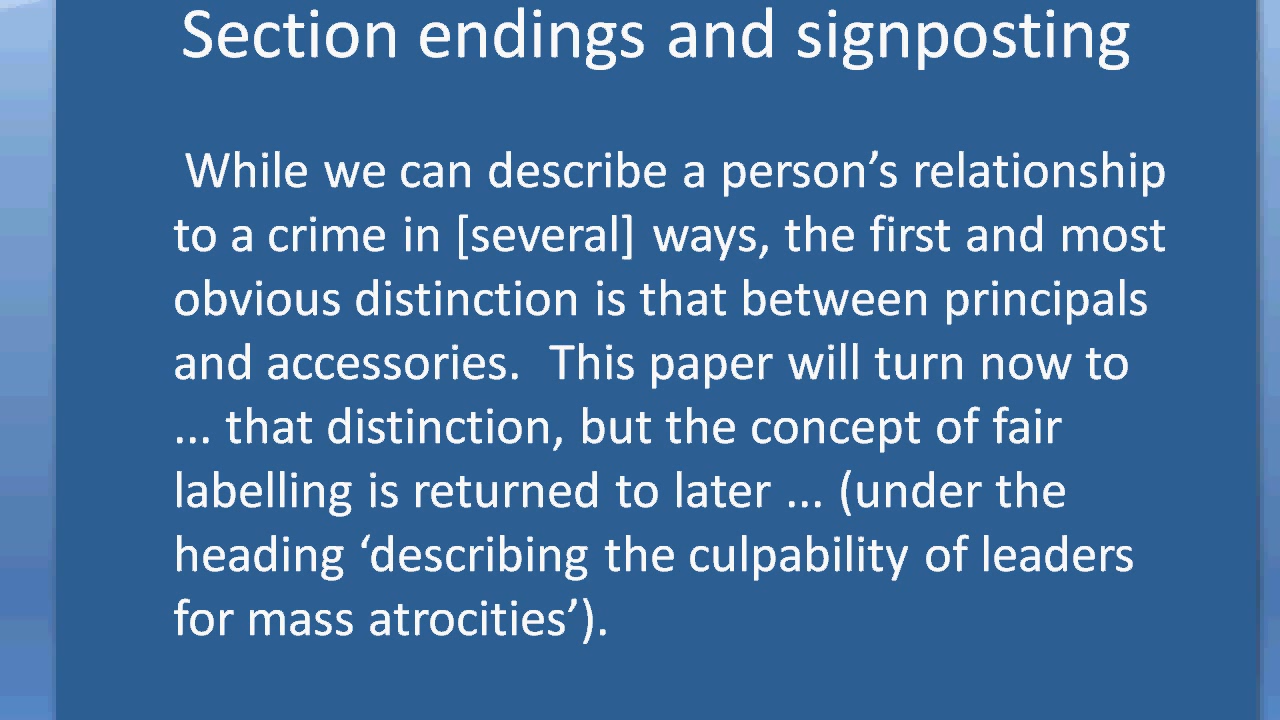 Section endings and signposting
While we can describe a person’s relationship
to a crime in [several] ways, the first and most
obvious distinction is that between principals
and accessories.  This paper will turn now to
... that distinction, but the concept of fair
labelling is returned to later ... (under the
heading ‘describing the culpability of leaders
for mass atrocities’).